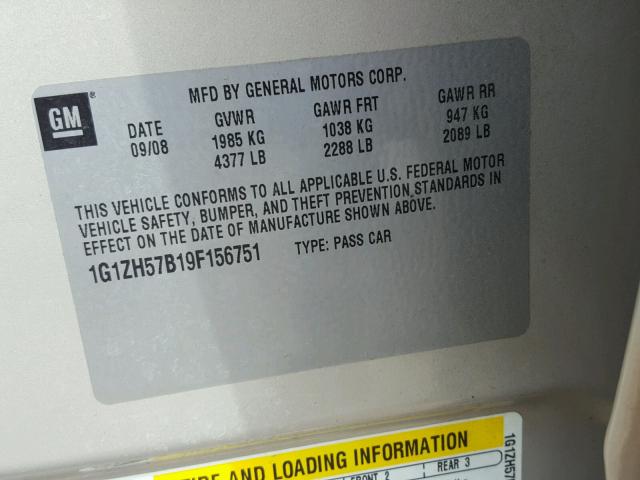 GM
®
MFD BY GENERAL MOTORS CORP.
DATE GVWR GAWR FRT GAWR RR
09/08 1985 KG 1038 KG 947 KG
4377 LB 2288 LB 2089 LB
THIS VEHICLE CONFORMS TO ALL APPLICABLE U.S. FEDERAL MOTOR
VEHICLE SAFETY, BUMPER, AND THEFT PREVENTION STANDARDS IN
EFFECT ON THE DATE OF MANUFACTURE SHOWN ABOVE.
1G1ZH57B19F156751 TYPE: PASS CAR
AND LOADING INFORMATION
FRONT 2 REAR 3
1G1ZH57